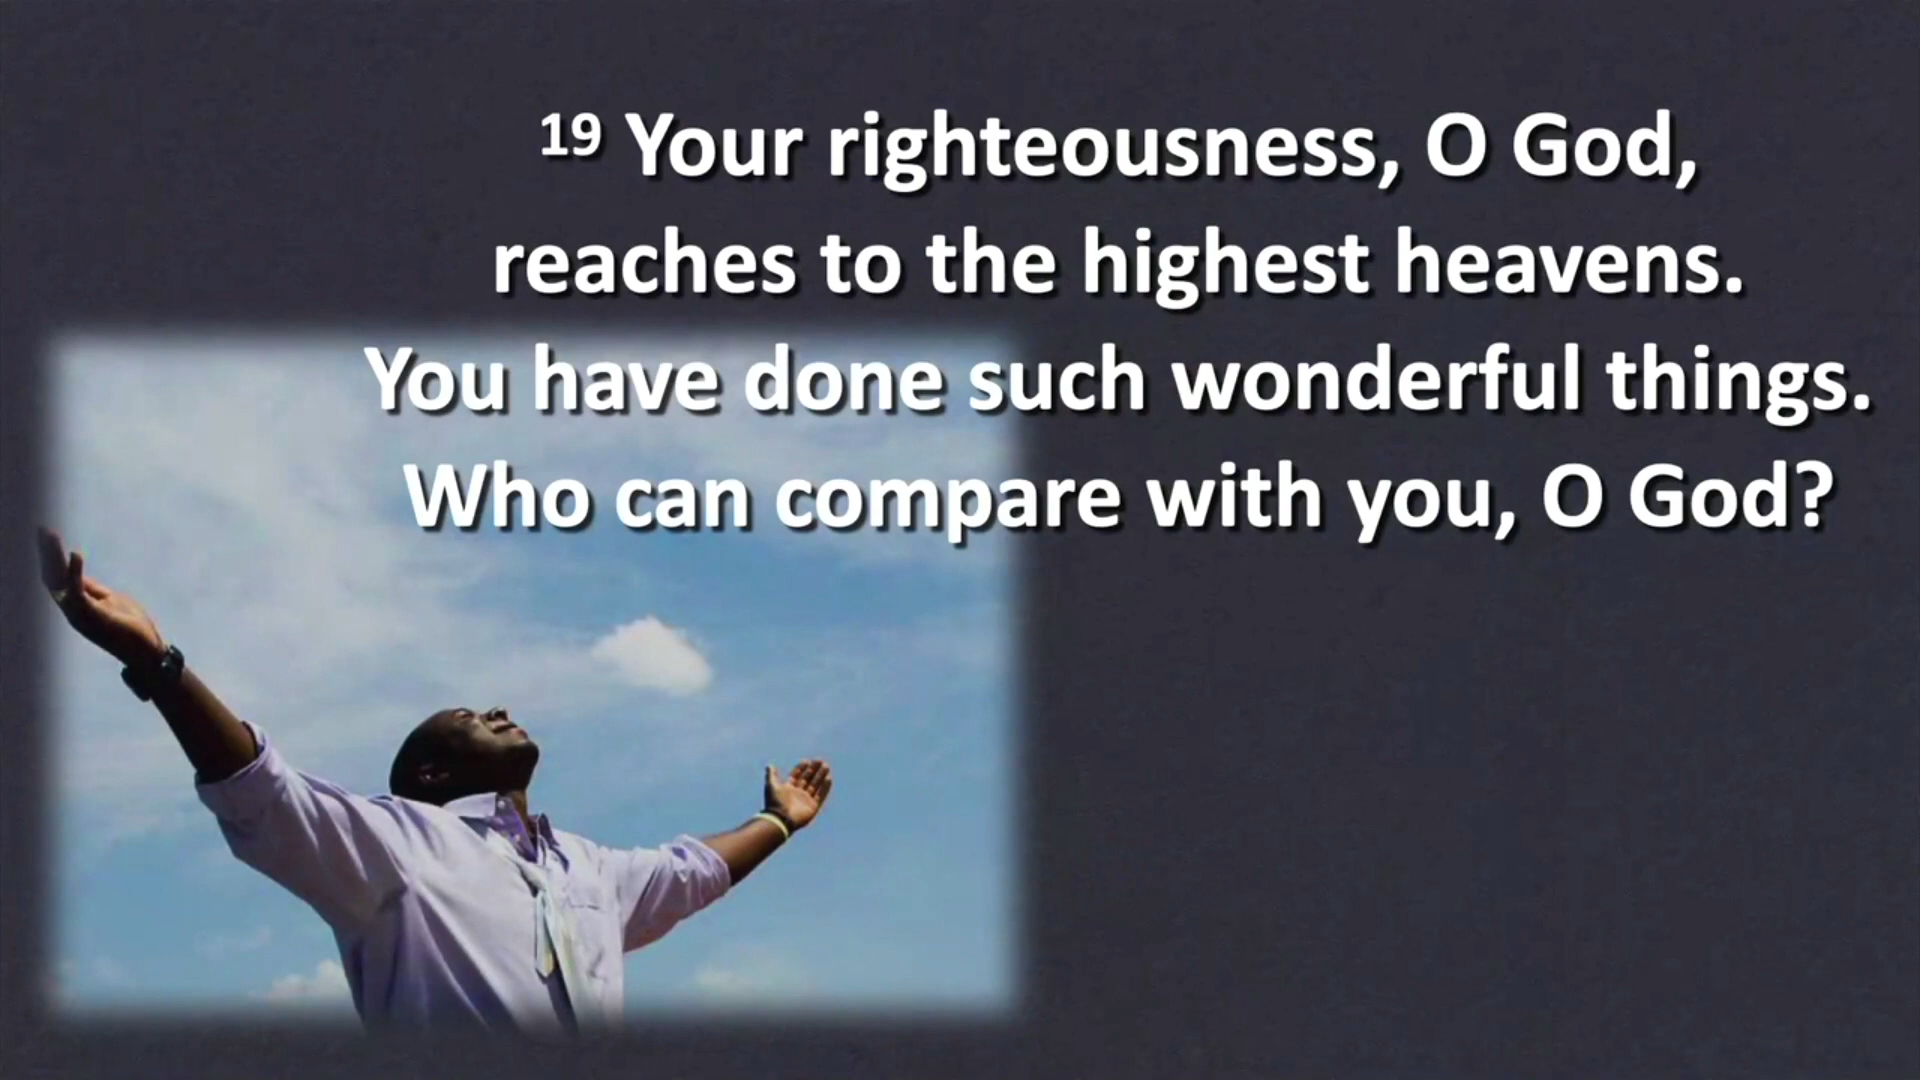 19 Your righteousness, O God,
reaches to the highest heavens.
You have done such wonderful things.
Who can compare with you, O God?